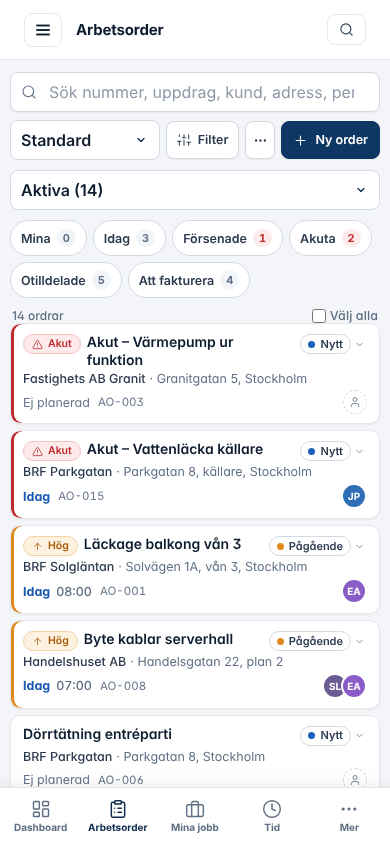 Arbetsorder
Sök nummer, uppdrag, kund, adress, per
Standard
Filter
Ny order
Aktiva (14)
Mina 0
Idag 3
Försenade 1
Akuta 2
Otilldelade 5
Att fakturera 4
14 ordrar
Välj alla
Akut
Akut – Värmepump ur
funktion
Nytt
Fastighets AB Granit · Granitgatan 5, Stockholm
Ej planerad AO-003
Akut
Akut – Vattenläcka källare
Nytt
BRF Parkgatan · Parkgatan 8, källare, Stockholm
Idag AO-015
JP
Hög
Läckage balkong vån 3
Pågående
BRF Solgläntan · Solvägen 1A, vån 3, Stockholm
Idag 08:00 AO-001
EA
Hög
Byte kablar serverhall
Pågående
Handelshuset AB · Handelsgatan 22, plan 2
Idag 07:00 AO-008
SL EA
Dörrtätning entréparti
Nytt
BRF Parkgatan · Parkgatan 8, Stockholm
Ej planerad AO-006
Dashboard
Arbetsorder
Mina jobb
Tid
Mer